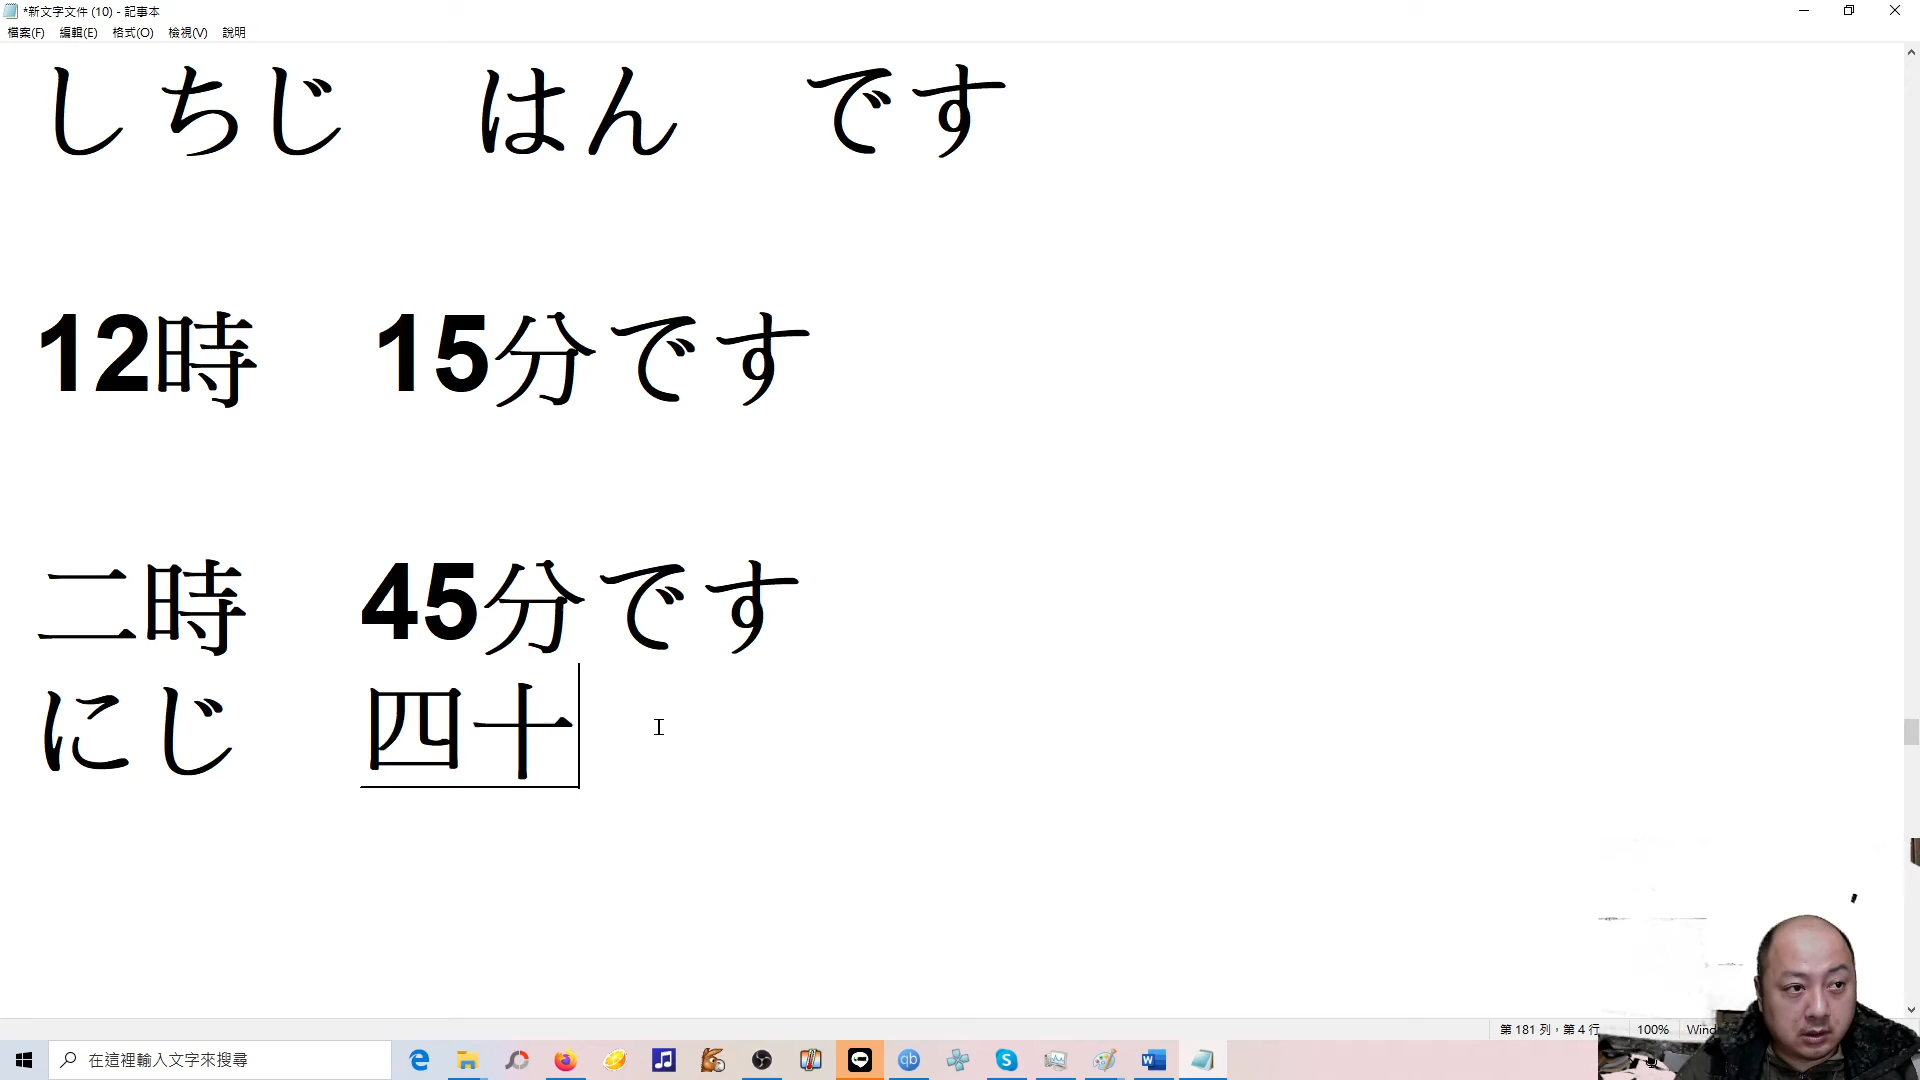 *新文字文件 (10) - 記事本
檔案(F) 編輯(E) 格式(O) 檢視(V) 說明
しちじ はん です
12時 15分です
二時 45分です
にじ 四十
第 181 列，第 4 行 100% Wind
在這裡輸入文字來搜尋